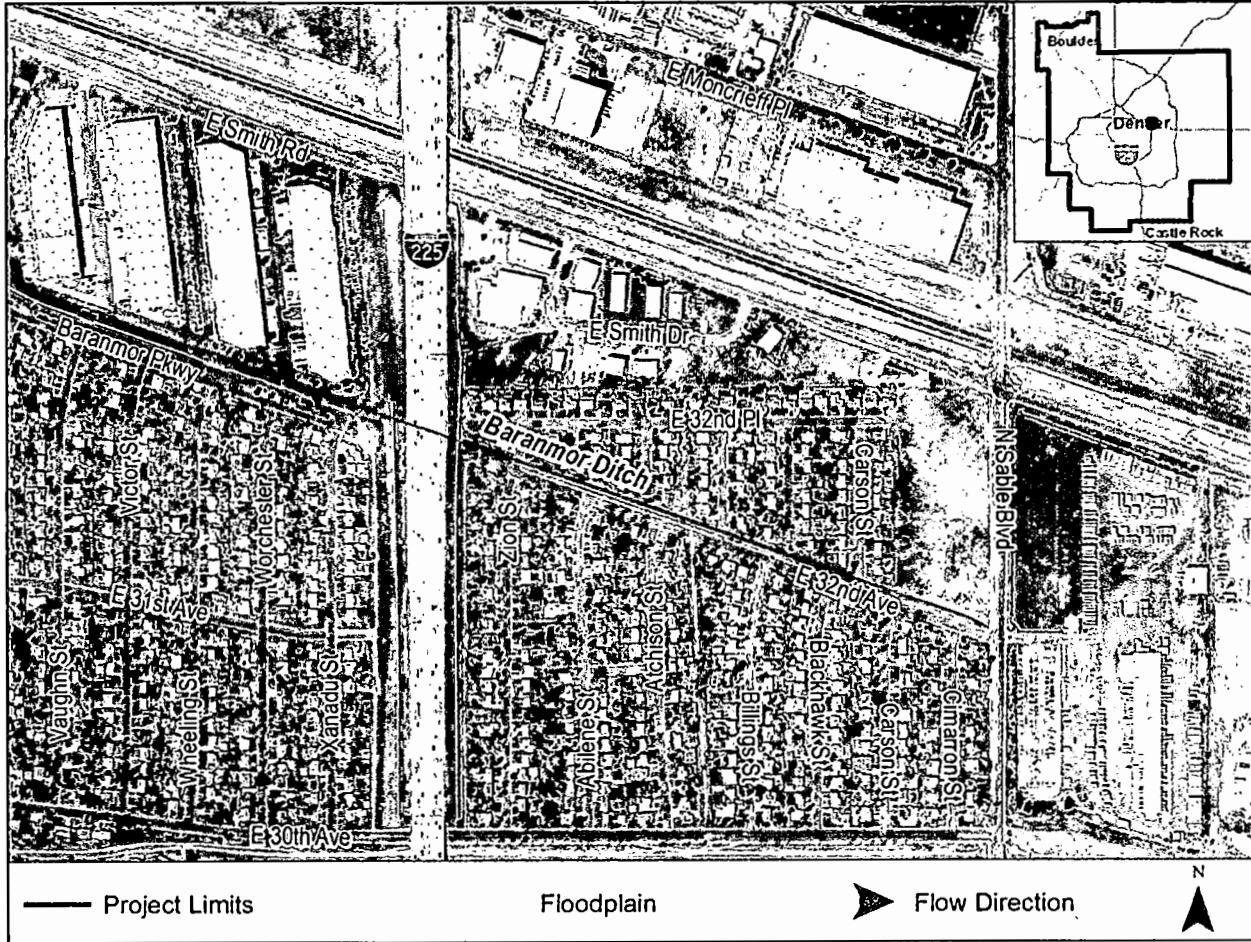 Boulder
Denver
Castle Rock
E Moncrieff Pl
E Smith Rd
225
E Smith Dr
Baranmor Pkwy
E 32nd Pl
Baranmor Ditch
N Sable Blvd
Victor St
Worchester St
Zion St
Carson St
E 32nd Ave
E 31st Ave
Vaughn St
Wheeling St
Xanadu St
Abilene St
Atchison Way
Billings St
Blackhawk St
Carson St
Cimarron St
E 30th Ave
Project Limits
Floodplain
Flow Direction
N